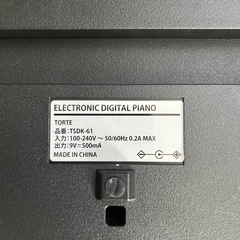 ELECTRONIC DIGITAL PIANO
TORTE
品番：TSDK-61
入力：100-240V～50/60Hz 0.2A MAX
出力：9V⎓500mA
MADE IN CHINA